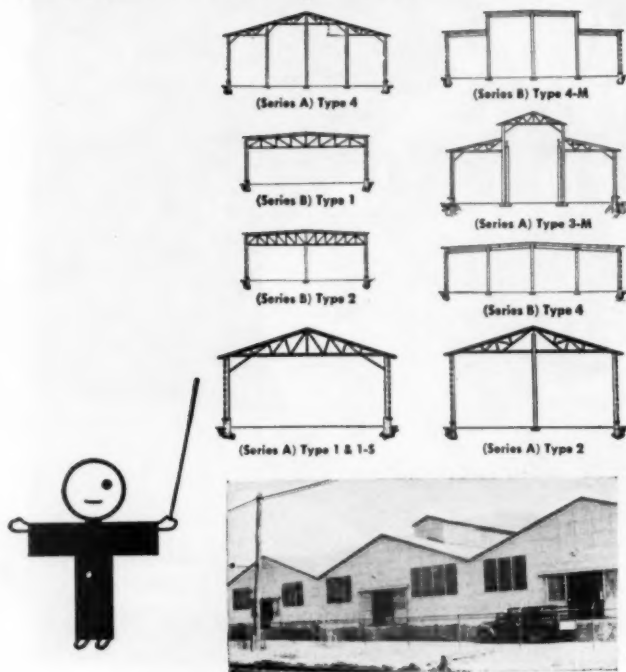 (Series A) Type 4
(Series B) Type 4-M
(Series B) Type 1
(Series A) Type 3-M
(Series B) Type 2
(Series B) Type 4
(Series A) Type 1 & 1-S
(Series A) Type 2